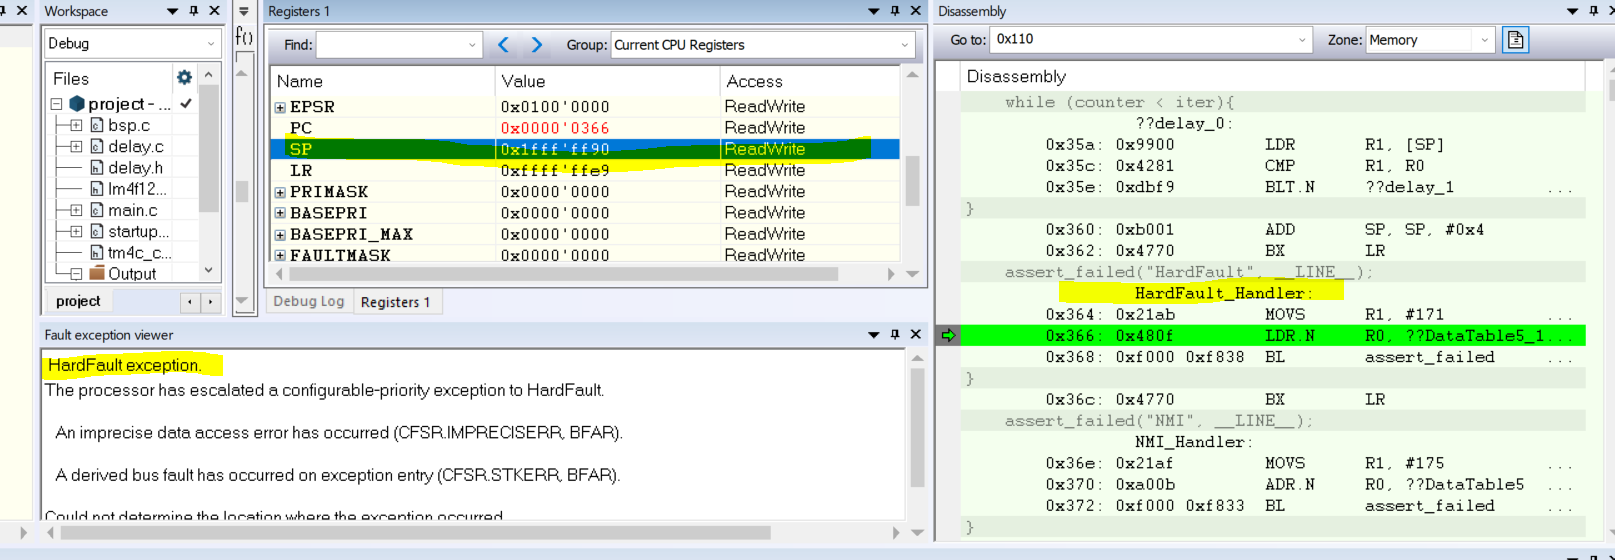 Workspace
Debug
Files
project - ...
bsp.c
delay.c
delay.h
lm4f12...
main.c
startup...
tm4c_c...
Output
project
f()
Registers 1
Find:
Group: Current CPU Registers
Name Value Access
EPSR 0x0100'0000 ReadWrite
PC 0x0000'0366 ReadWrite
SP 0x1fff'ff90 ReadWrite
LR 0xffff'ffe9 ReadWrite
PRIMASK 0x0000'0000 ReadWrite
BASEPRI 0x0000'0000 ReadWrite
BASEPRI_MAX 0x0000'0000 ReadWrite
FAULTMASK 0x0000'0000 ReadWrite
Debug Log Registers 1
Fault exception viewer
HardFault exception.
The processor has escalated a configurable-priority exception to HardFault.
An imprecise data access error has occurred (CFSR.IMPRECISERR, BFAR).
A derived bus fault has occurred on exception entry (CFSR.STKERR, BFAR).
Could not determine the location where the exception occurred
Disassembly
Go to: 0x110 Zone: Memory
Disassembly
while (counter < iter){
??delay_0:
0x35a: 0x9900 LDR R1, [SP]
0x35c: 0x4281 CMP R1, R0
0x35e: 0xdbf9 BLT.N ??delay_1 ...
}
0x360: 0xb001 ADD SP, SP, #0x4
0x362: 0x4770 BX LR
assert_failed("HardFault", __LINE__);
HardFault_Handler:
0x364: 0x21ab MOVS R1, #171 ...
0x366: 0x480f LDR.N R0, ??DataTable5_1...
0x368: 0xf000 0xf838 BL assert_failed ...
}
0x36c: 0x4770 BX LR
assert_failed("NMI", __LINE__);
NMI_Handler:
0x36e: 0x21af MOVS R1, #175 ...
0x370: 0xa00b ADR.N R0, ??DataTable5 ...
0x372: 0xf000 0xf833 BL assert_failed ...
}